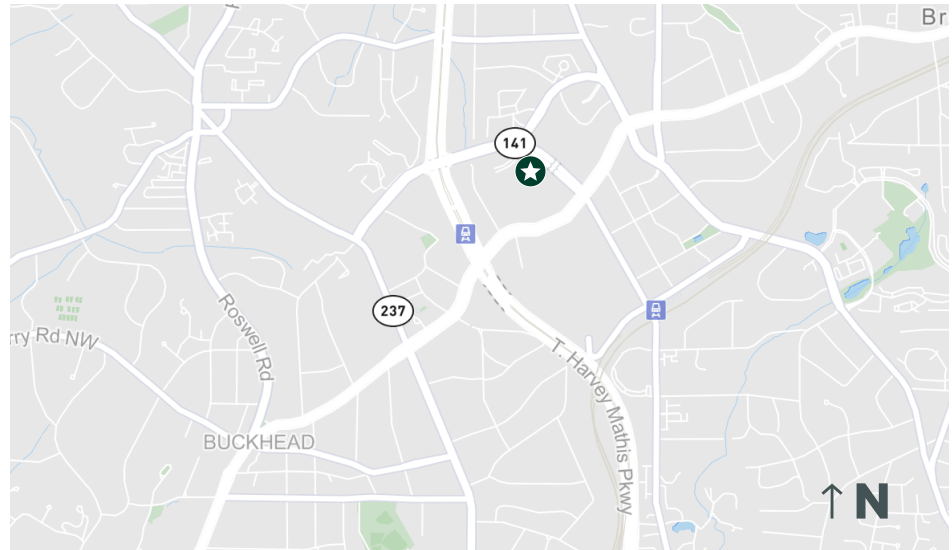 Br
141
237
Roswell Rd
rry Rd NW
T. Harvey Mathis Pkwy
BUCKHEAD
N